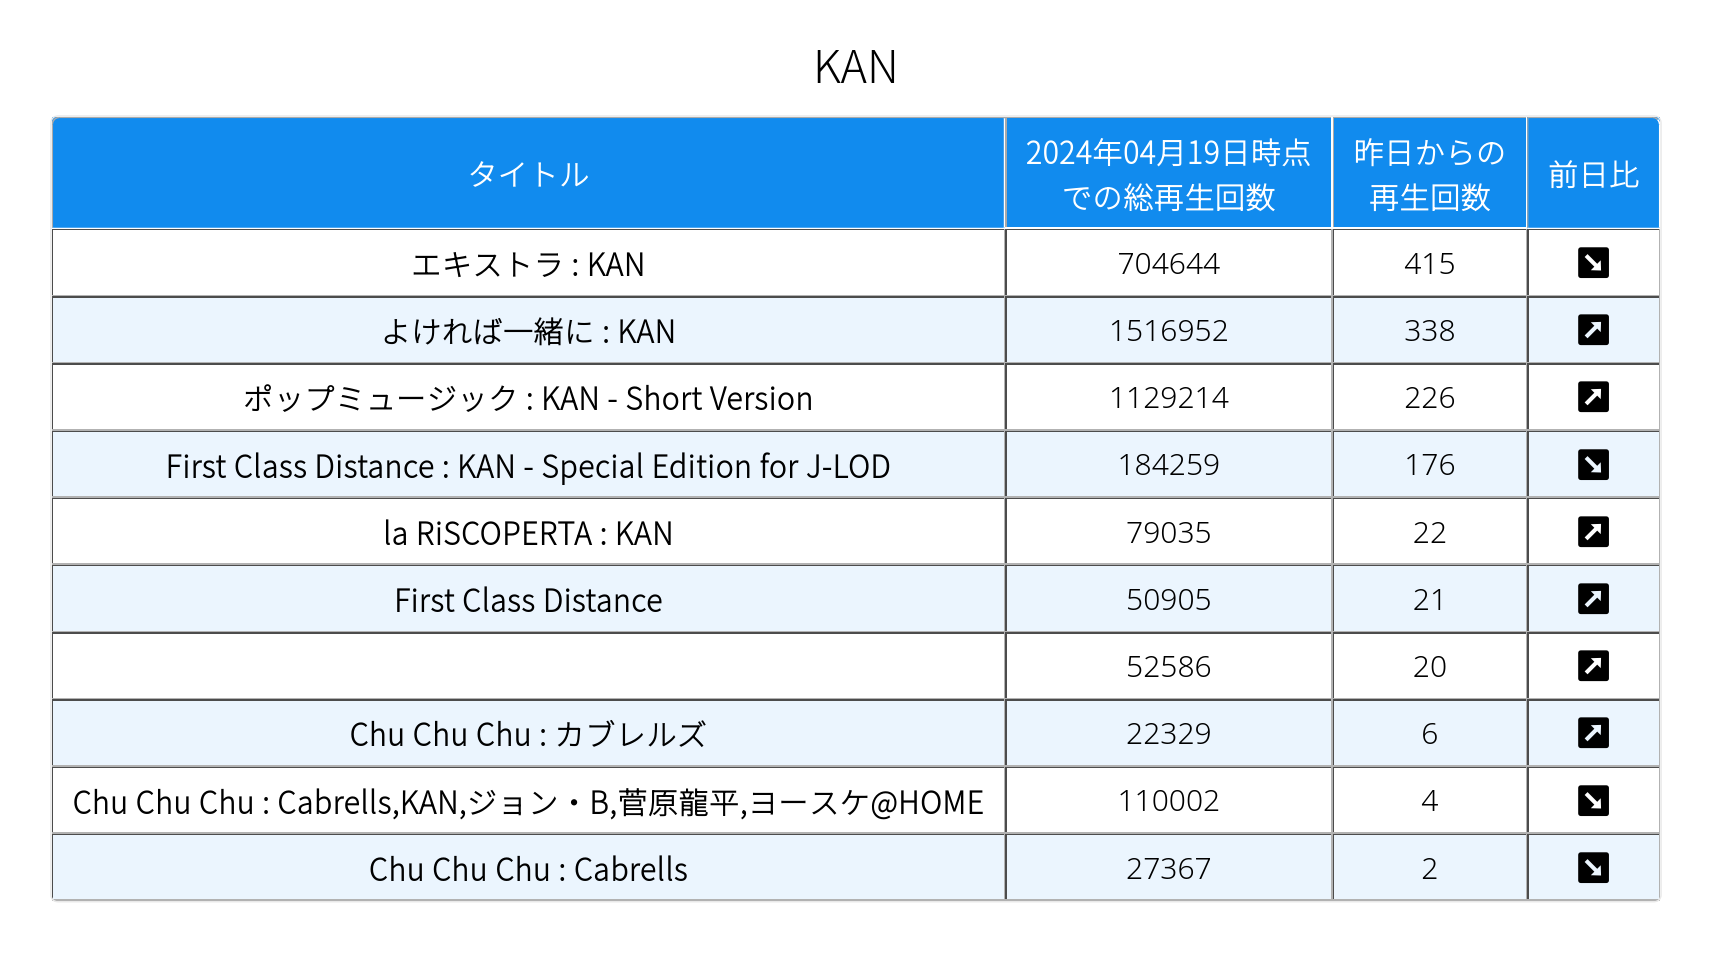 KAN
タイトル
2024年04月19日時点
での総再生回数
昨日からの
再生回数
前日比
エキストラ : KAN 704644 415
よければ一緒に : KAN 1516952 338
ポップミュージック : KAN - Short Version 1129214 226
First Class Distance : KAN - Special Edition for J-LOD 184259 176
la RiSCOPERTA : KAN 79035 22
First Class Distance 50905 21
52586 20
Chu Chu Chu : カブレルズ 22329 6
Chu Chu Chu : Cabrells,KAN,ジョン・B,菅原龍平,ヨースケ@HOME 110002 4
Chu Chu Chu : Cabrells 27367 2